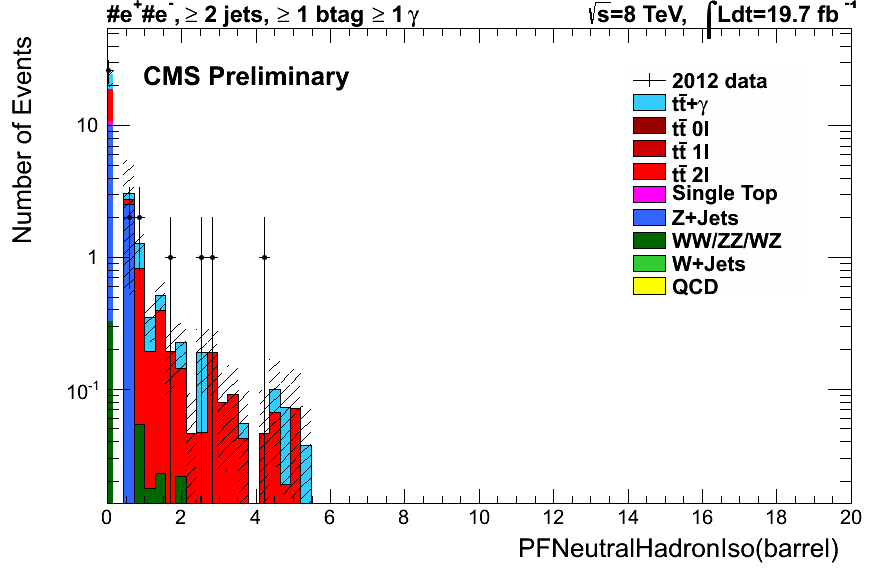 #e⁺#e⁻, ≥ 2 jets, ≥ 1 btag ≥ 1 γ
√s=8 TeV, ∫Ldt=19.7 fb⁻¹
CMS Preliminary
2012 data
tt̄+γ
tt̄ 0l
tt̄ 1l
tt̄ 2l
Single Top
Z+Jets
WW/ZZ/WZ
W+Jets
QCD
Number of Events
10
1
10⁻¹
0 2 4 6 8 10 12 14 16 18 20
PFNeutralHadronIso(barrel)